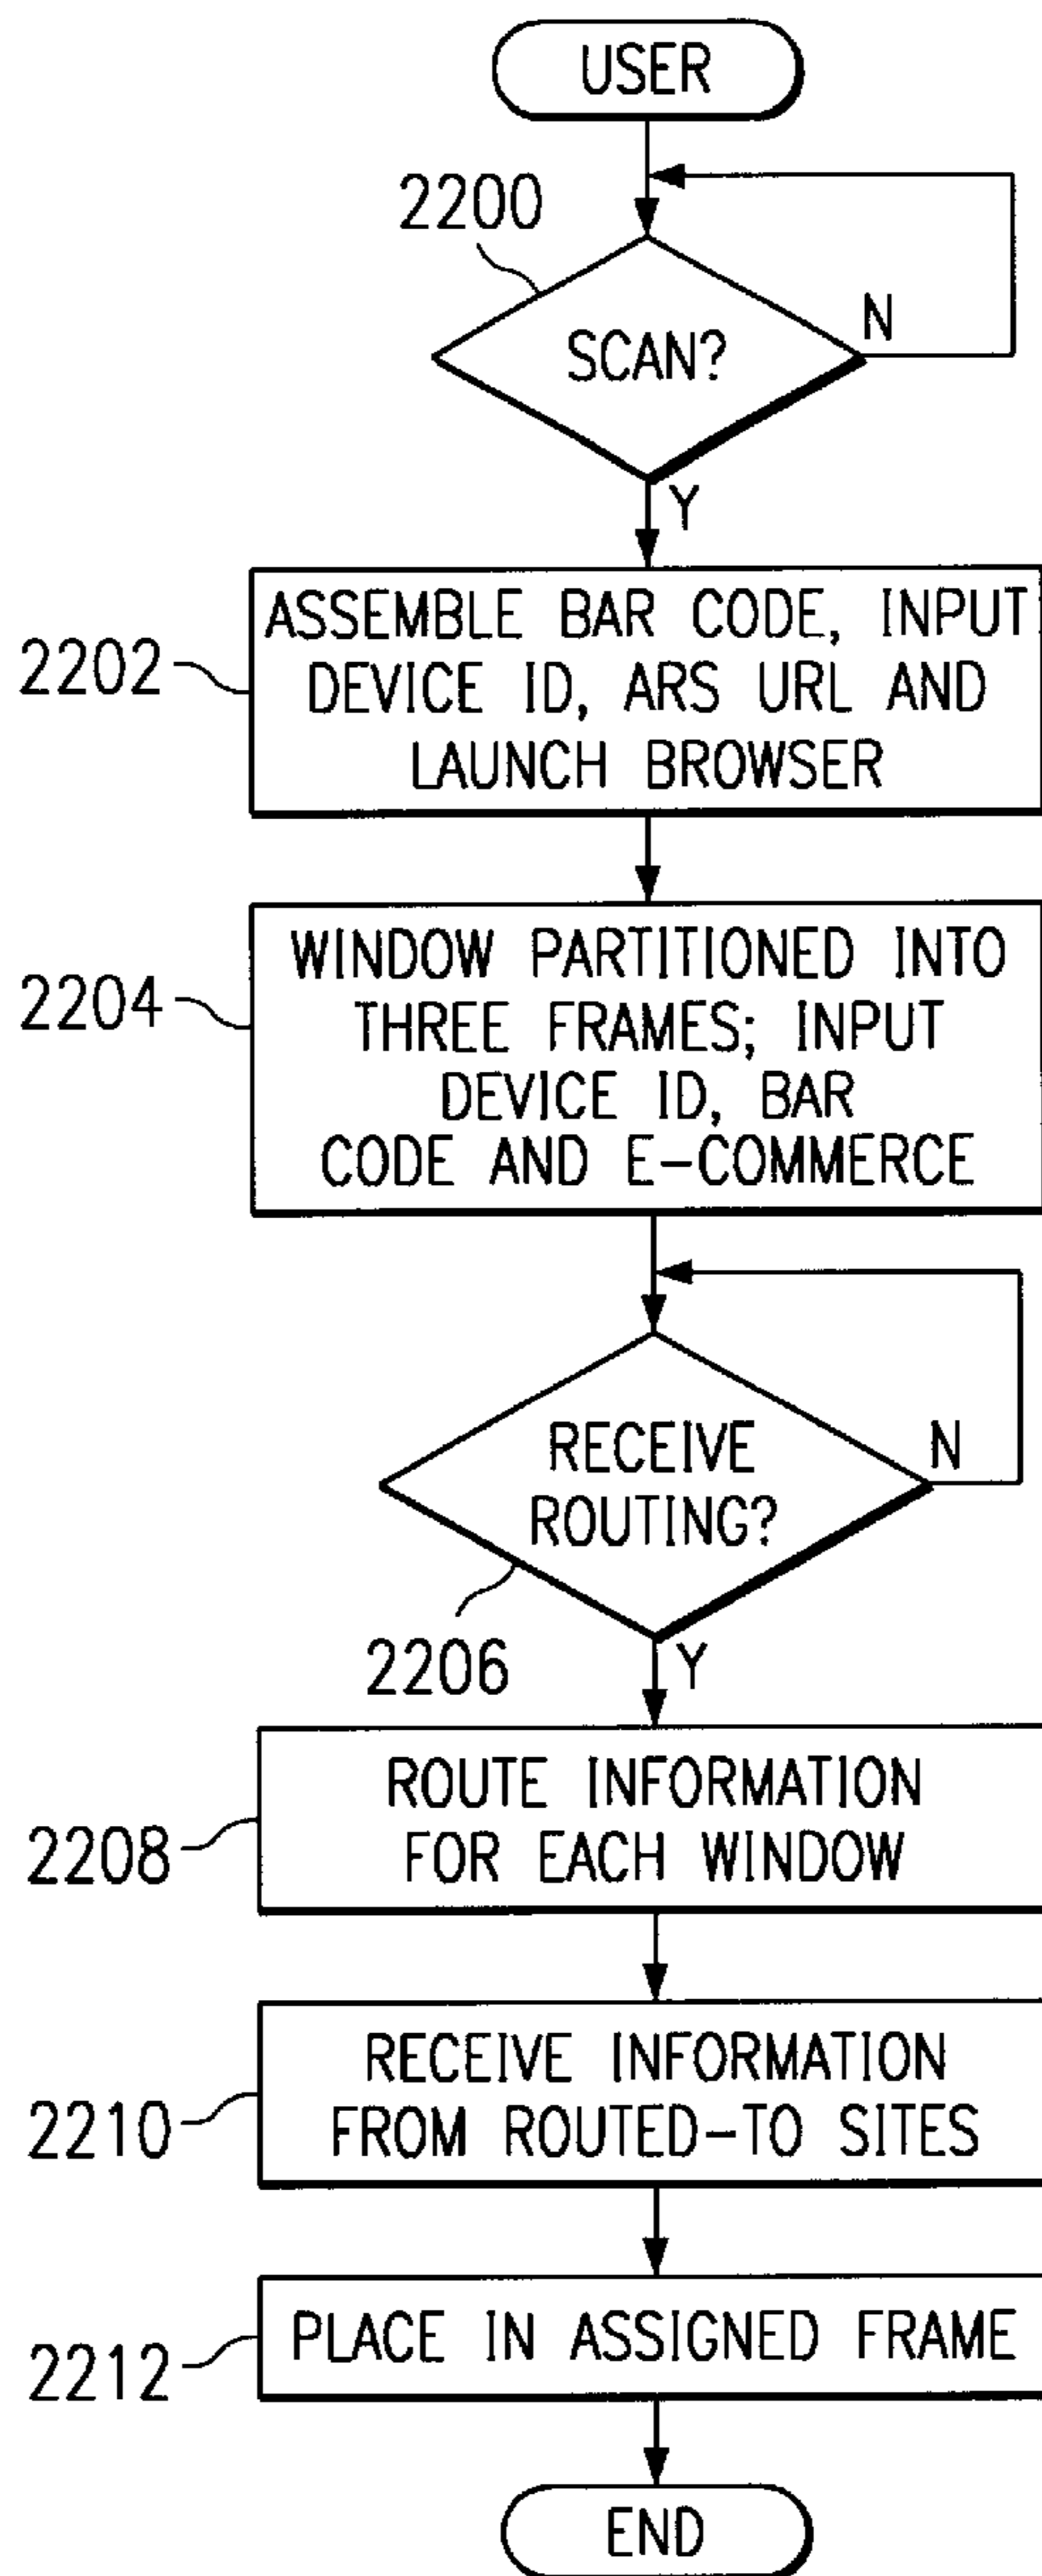 USER
2200
SCAN?
N
Y
2202
ASSEMBLE BAR CODE, INPUT
DEVICE ID, ARS URL AND
LAUNCH BROWSER
2204
WINDOW PARTITIONED INTO
THREE FRAMES; INPUT
DEVICE ID, BAR
CODE AND E-COMMERCE
RECEIVE
ROUTING?
N
2206
Y
2208
ROUTE INFORMATION
FOR EACH WINDOW
2210
RECEIVE INFORMATION
FROM ROUTED-TO SITES
2212
PLACE IN ASSIGNED FRAME
END